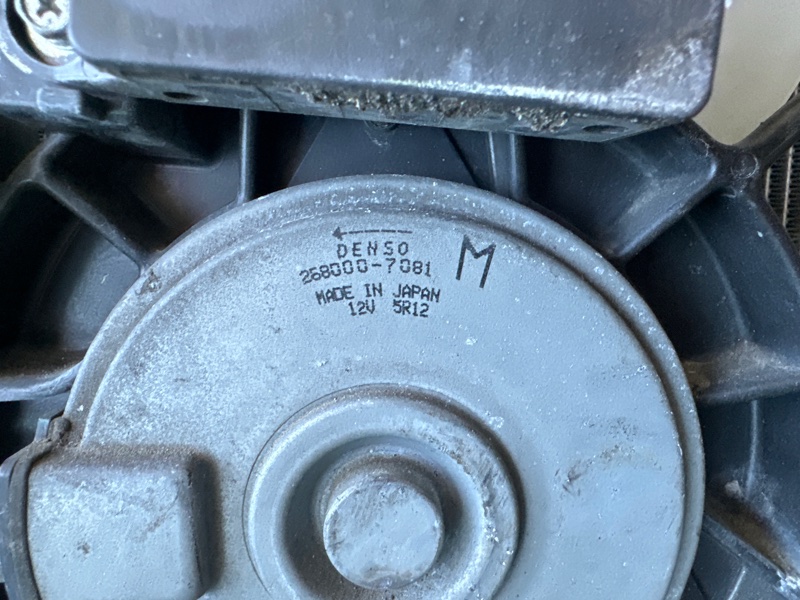 DENSO
268000-7081
M
MADE IN JAPAN
12V 5R12